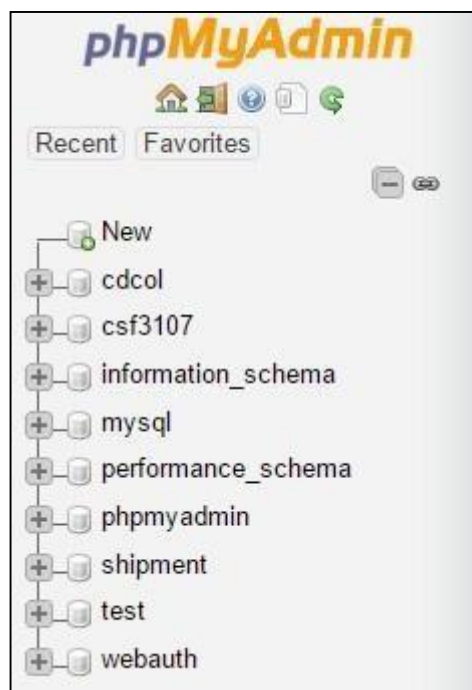 phpMyAdmin
Recent Favorites
New
cdcol
csf3107
information_schema
mysql
performance_schema
phpmyadmin
shipment
test
webauth